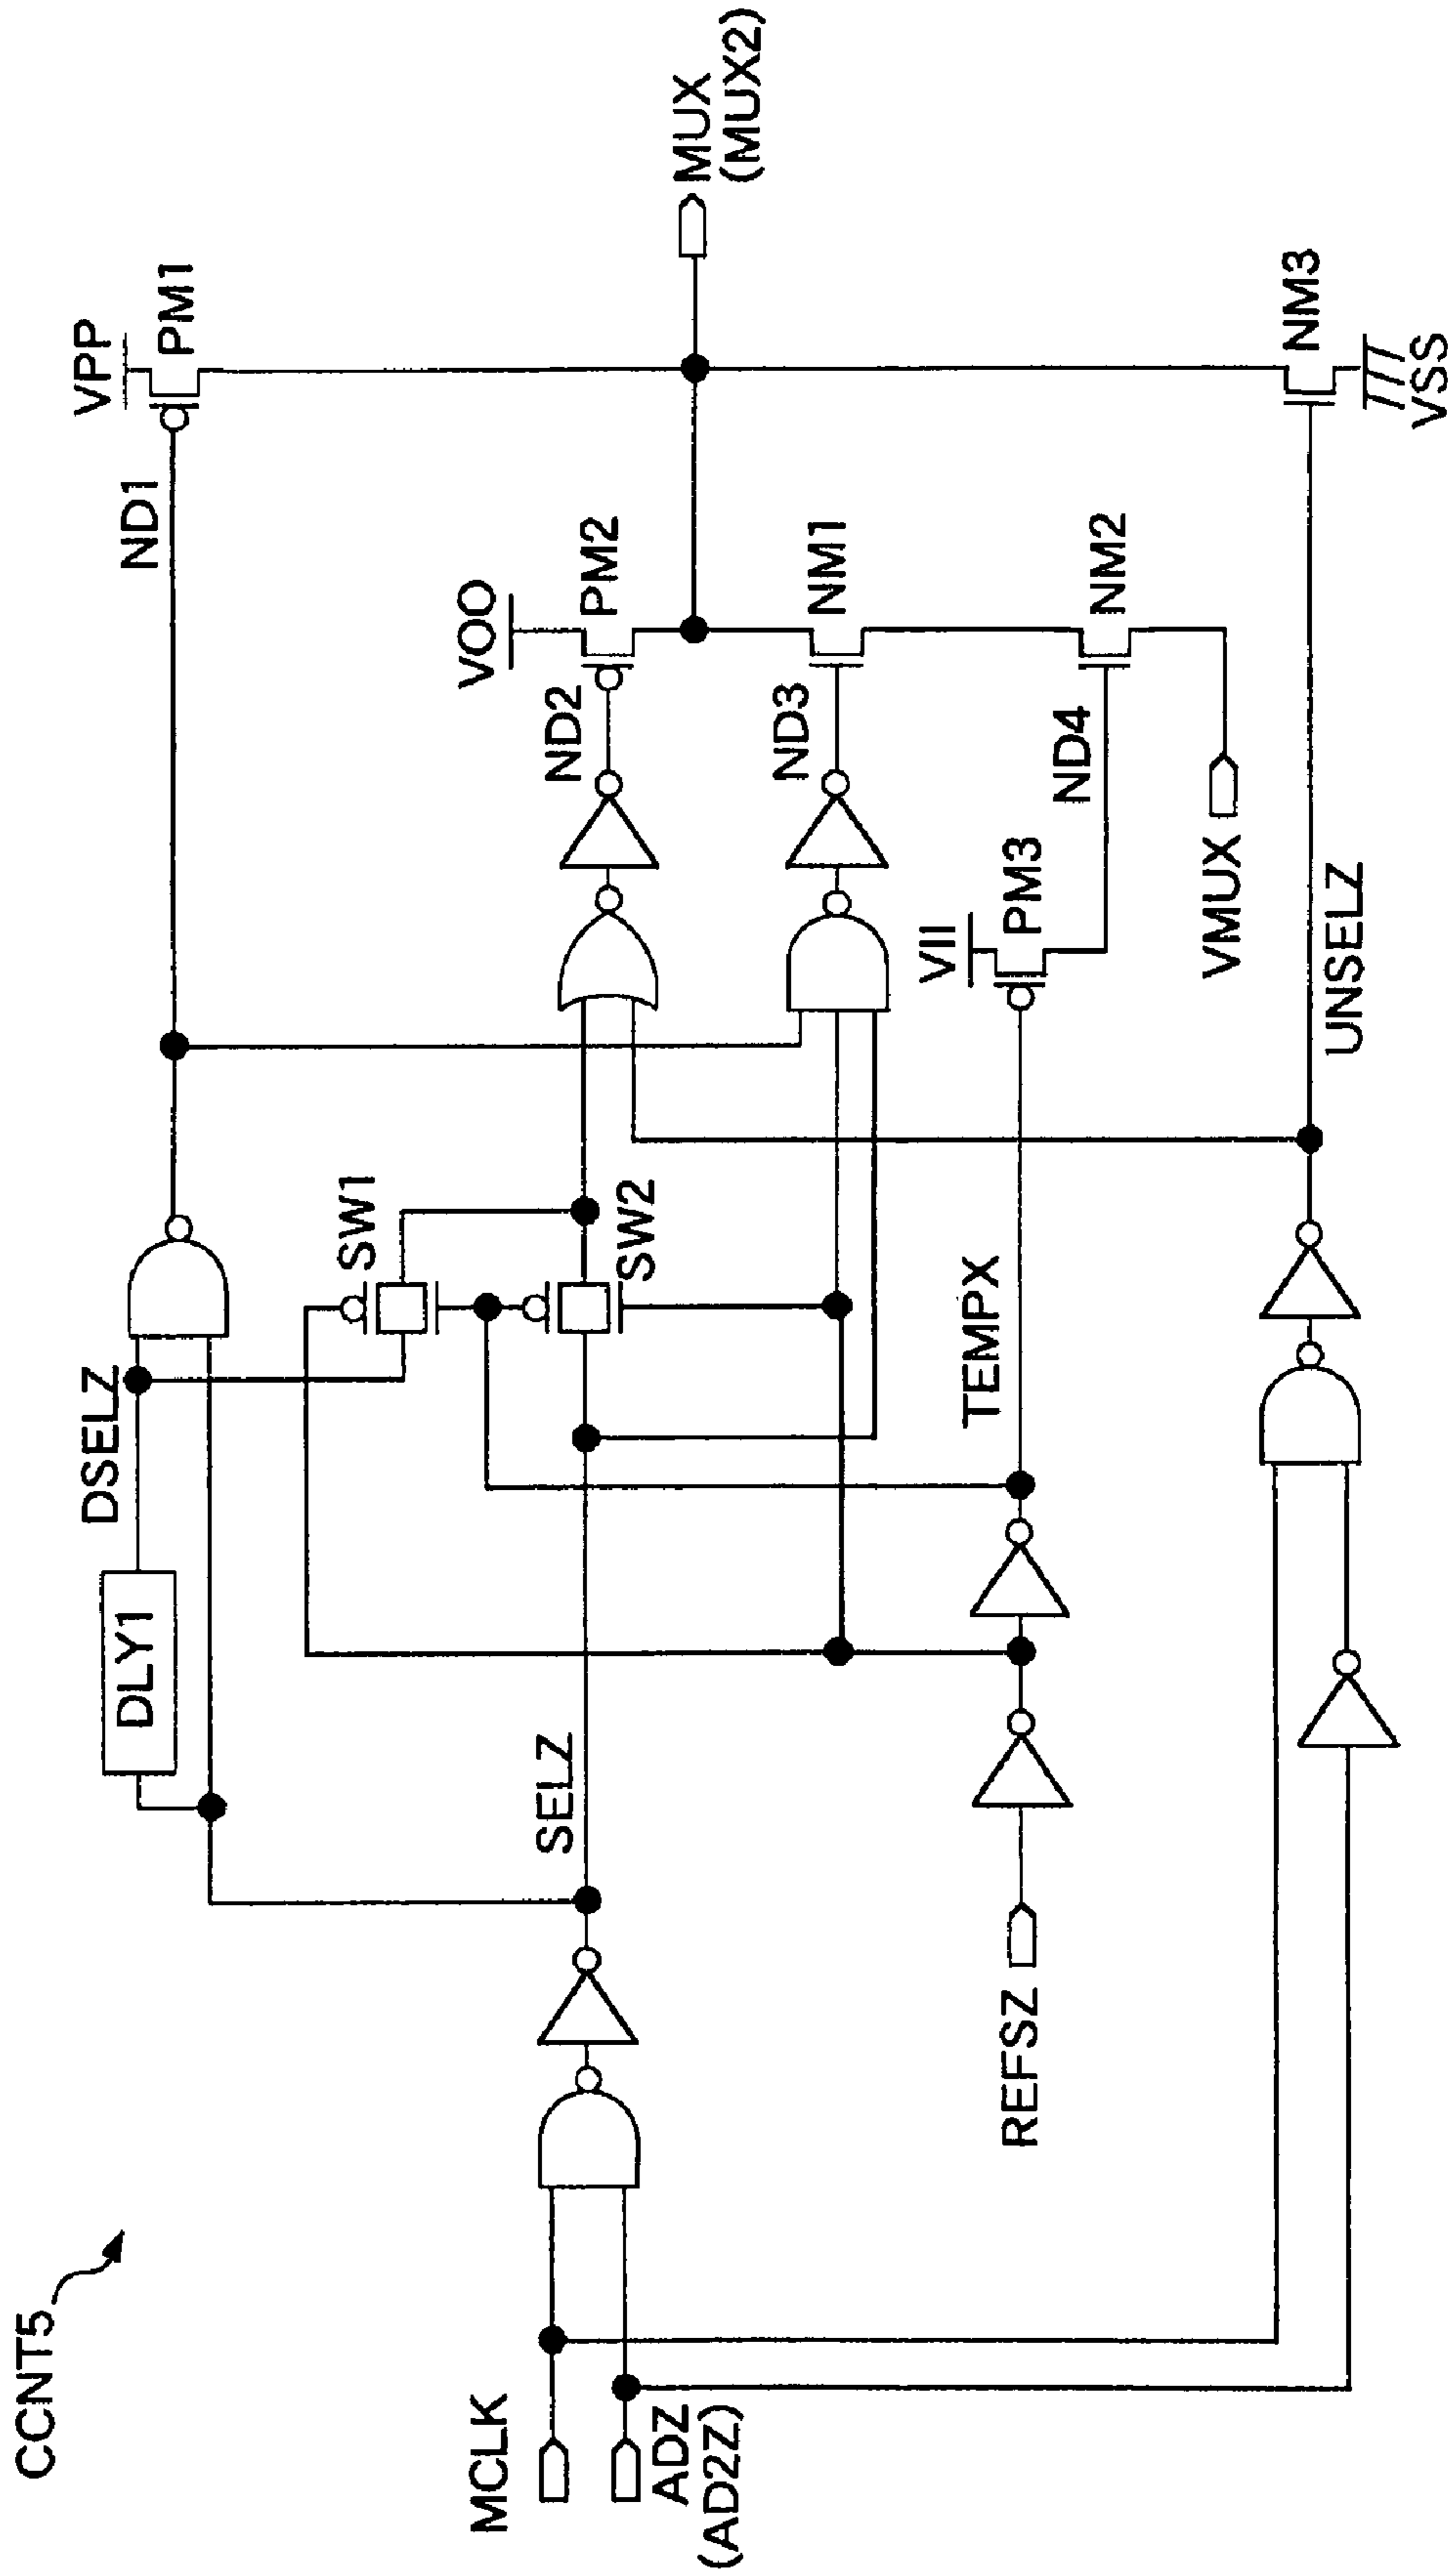 CCNT5
MCLK
ADZ
(AD2Z)
SELZ
DLY1
DSELZ
SW1
SW2
REFSZ
TEMPX
ND1
VPP
PM1
VOO
ND2
PM2
ND3
NM1
VII
PM3
ND4
NM2
VMUX
UNSELZ
NM3
VSS
MUX
(MUX2)